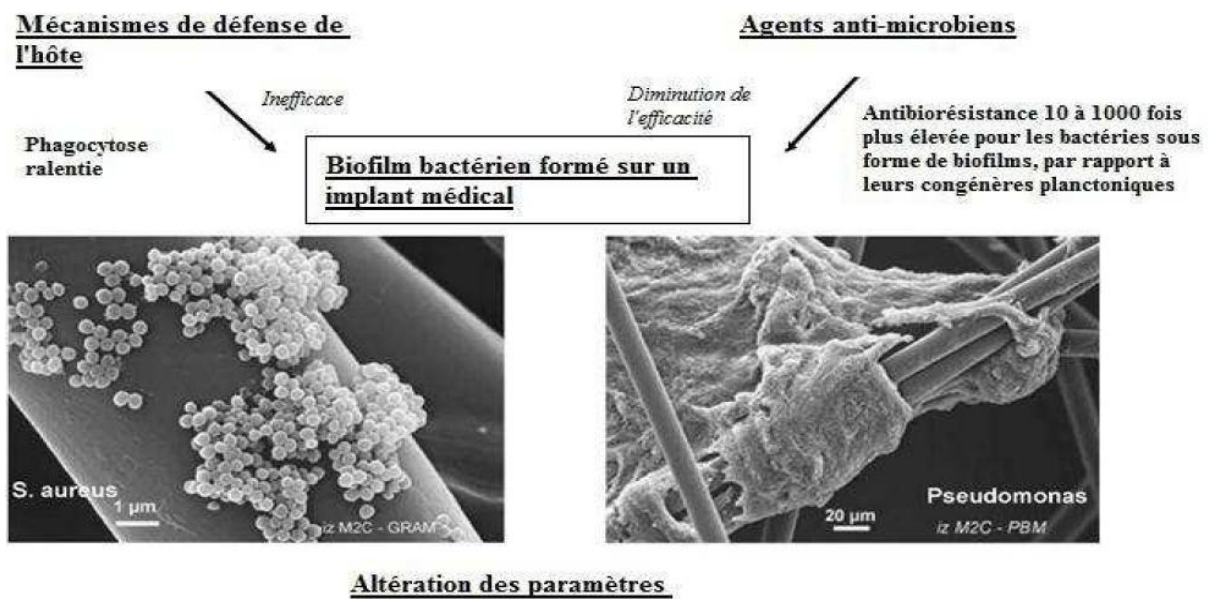 Mécanismes de défense de
l'hôte
Agents anti-microbiens
Inefficace
Diminution de
l'efficacité
Phagocytose
ralentie
Antibiorésistance 10 à 1000 fois
plus élevée pour les bactéries sous
forme de biofilms, par rapport à
leurs congénères planctoniques
Biofilm bactérien formé sur un
implant médical
S. aureus
1 µm
iz M2C - GRAM
Pseudomonas
20 µm
iz M2C - PBM
Altération des paramètres